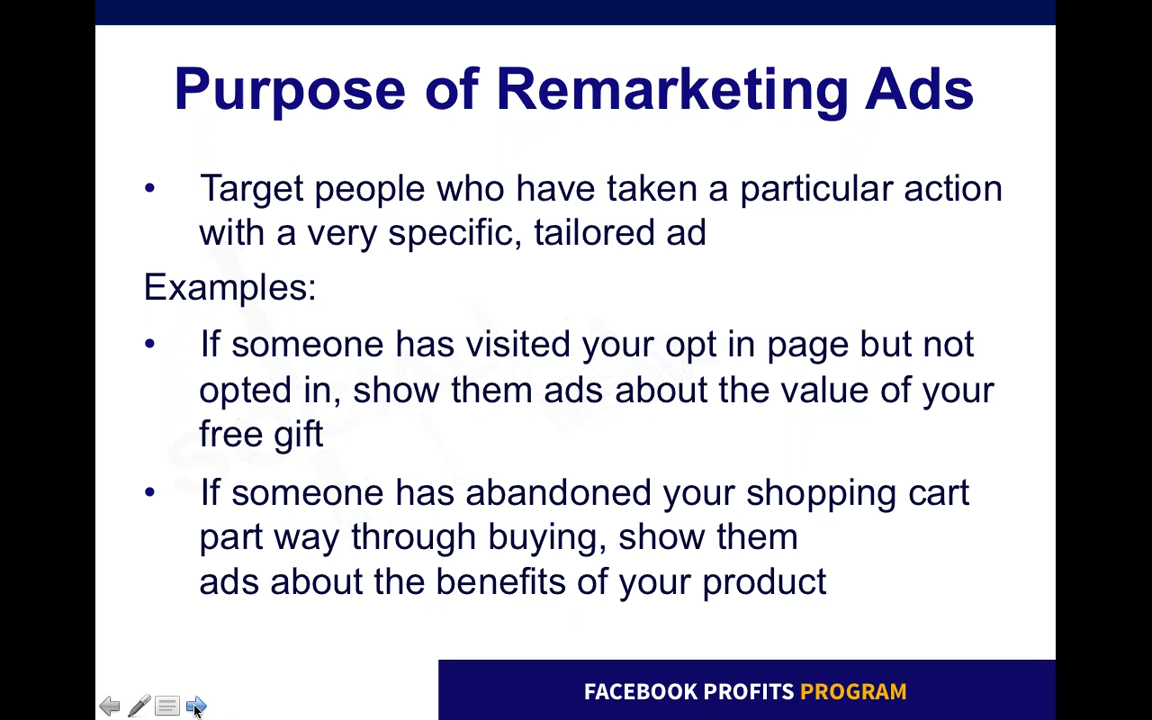 Purpose of Remarketing Ads
• Target people who have taken a particular action
with a very specific, tailored ad
Examples:
• If someone has visited your opt in page but not
opted in, show them ads about the value of your
free gift
• If someone has abandoned your shopping cart
part way through buying, show them
ads about the benefits of your product
FACEBOOK PROFITS PROGRAM